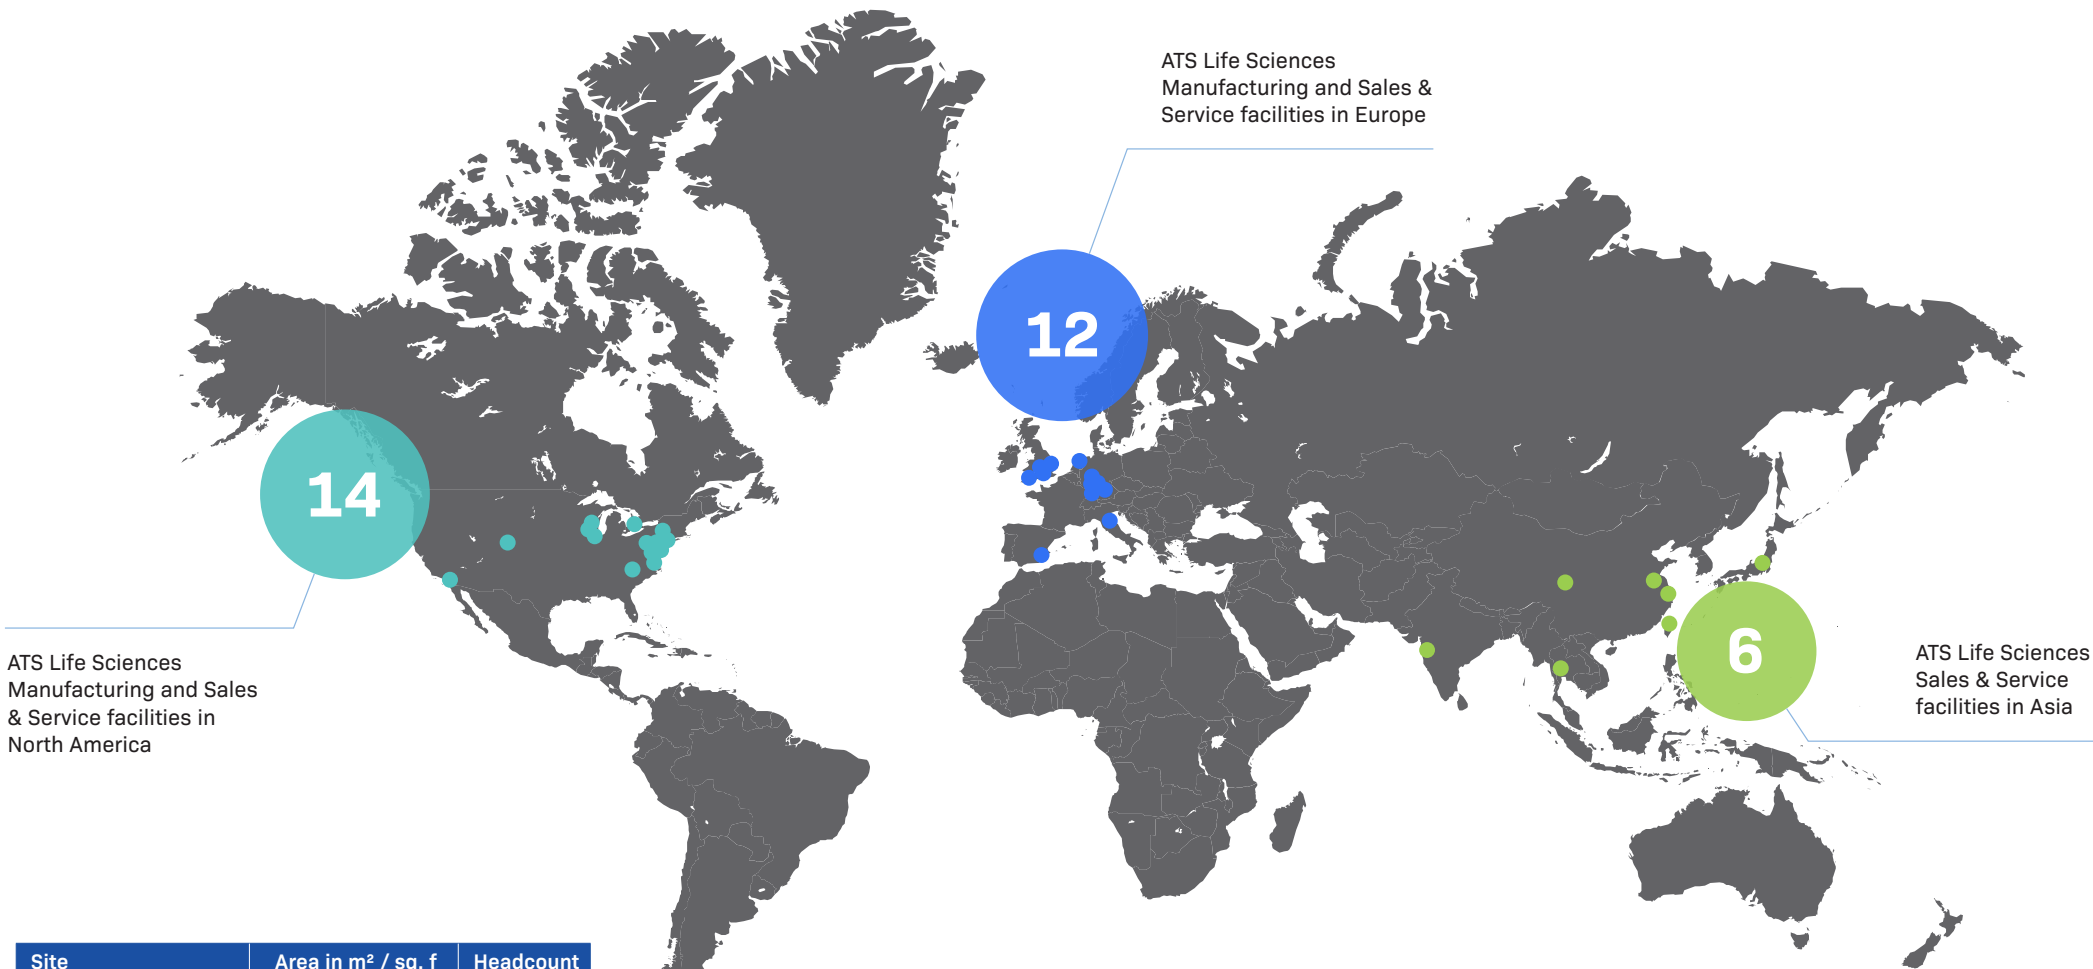 ATS Life Sciences
Manufacturing and Sales &
Service facilities in Europe
12
14
ATS Life Sciences
Manufacturing and Sales
& Service facilities in
North America
6
ATS Life Sciences
Sales & Service
facilities in Asia
Site Area in m² / sq. f Headcount